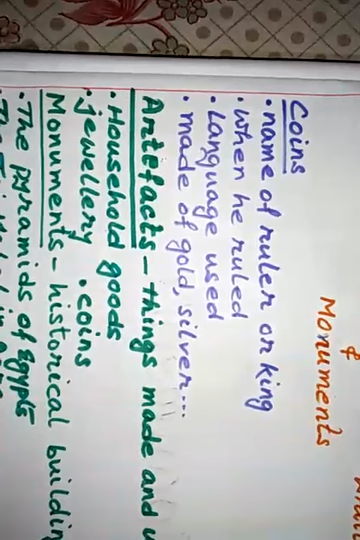 &
Monuments
Coins
• name of ruler or king
• when he ruled
• Language used
• made of gold, silver...
Artefacts – things made and
• Household goods
• jewellery • coins
Monuments – historical buildin
• The pyramids of Egypt
• The